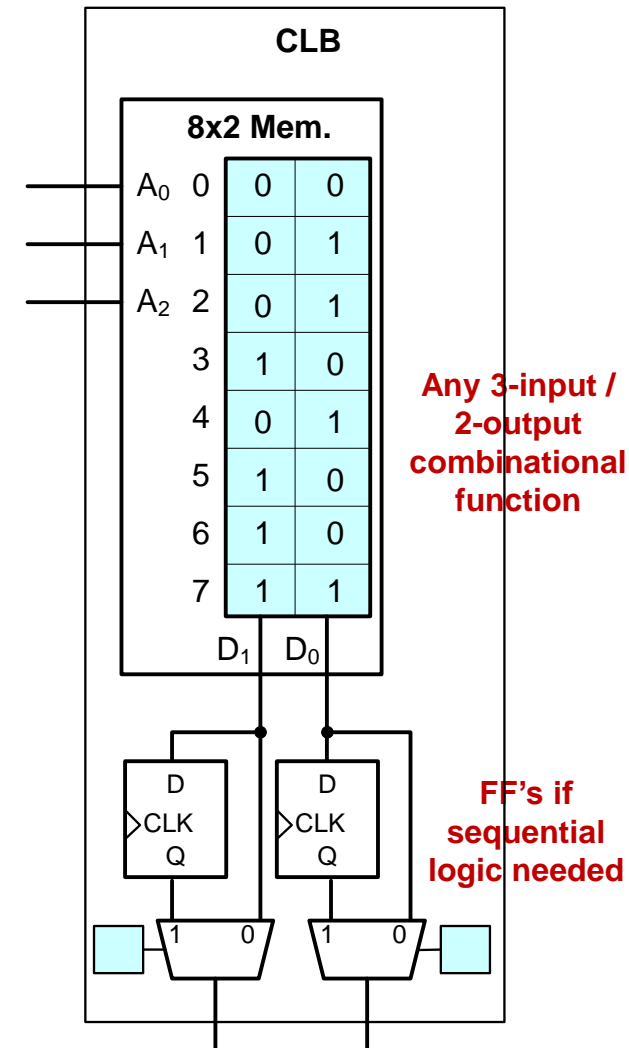 CLB
8x2 Mem.
A₀ 0 0 0
A₁ 1 0 1
A₂ 2 0 1
3 1 0
4 0 1
5 1 0
6 1 0
7 1 1
Any 3-input /
2-output
combinational
function
D₁ D₀
D D
CLK CLK
Q Q
FF’s if
sequential
logic needed
1 0 1 0